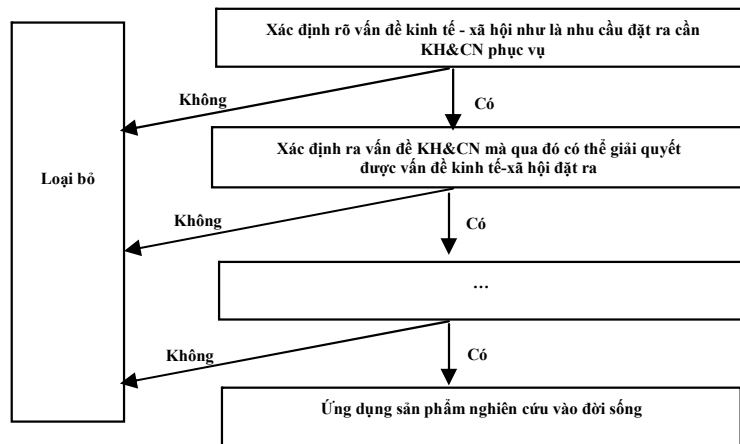 Xác định rõ vấn đề kinh tế - xã hội như là nhu cầu đặt ra cần
KH&CN phục vụ
Không
Có
Xác định ra vấn đề KH&CN mà qua đó có thể giải quyết
được vấn đề kinh tế-xã hội đặt ra
Loại bỏ
Không
Có
…
Không
Có
Ứng dụng sản phẩm nghiên cứu vào đời sống